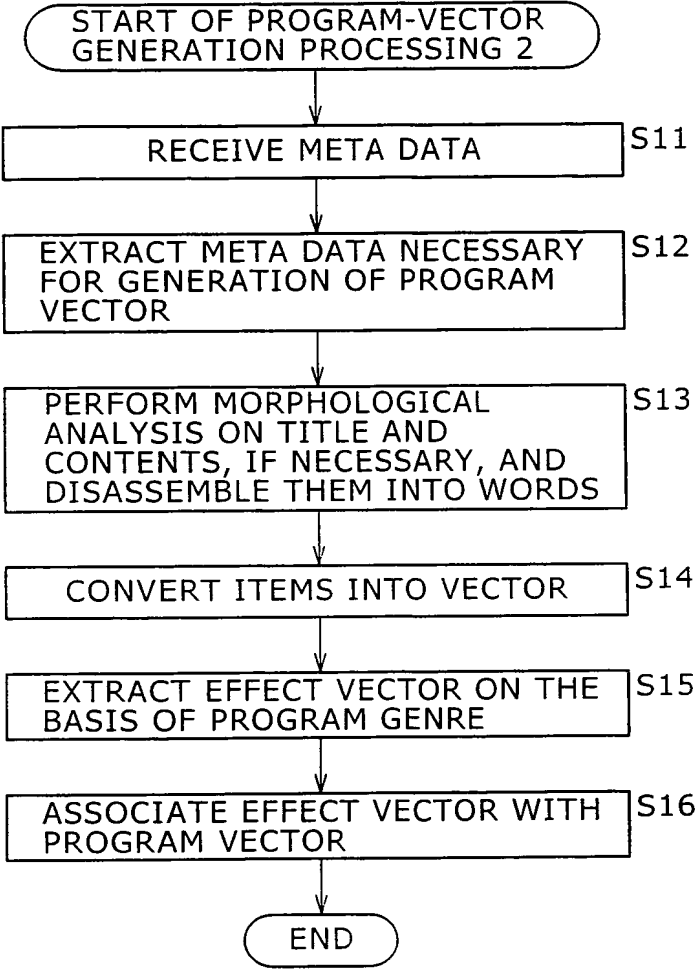 START OF PROGRAM-VECTOR
GENERATION PROCESSING 2
RECEIVE META DATA
S11
EXTRACT META DATA NECESSARY
FOR GENERATION OF PROGRAM
VECTOR
S12
PERFORM MORPHOLOGICAL
ANALYSIS ON TITLE AND
CONTENTS, IF NECESSARY, AND
DISASSEMBLE THEM INTO WORDS
S13
CONVERT ITEMS INTO VECTOR
S14
EXTRACT EFFECT VECTOR ON THE
BASIS OF PROGRAM GENRE
S15
ASSOCIATE EFFECT VECTOR WITH
PROGRAM VECTOR
S16
END